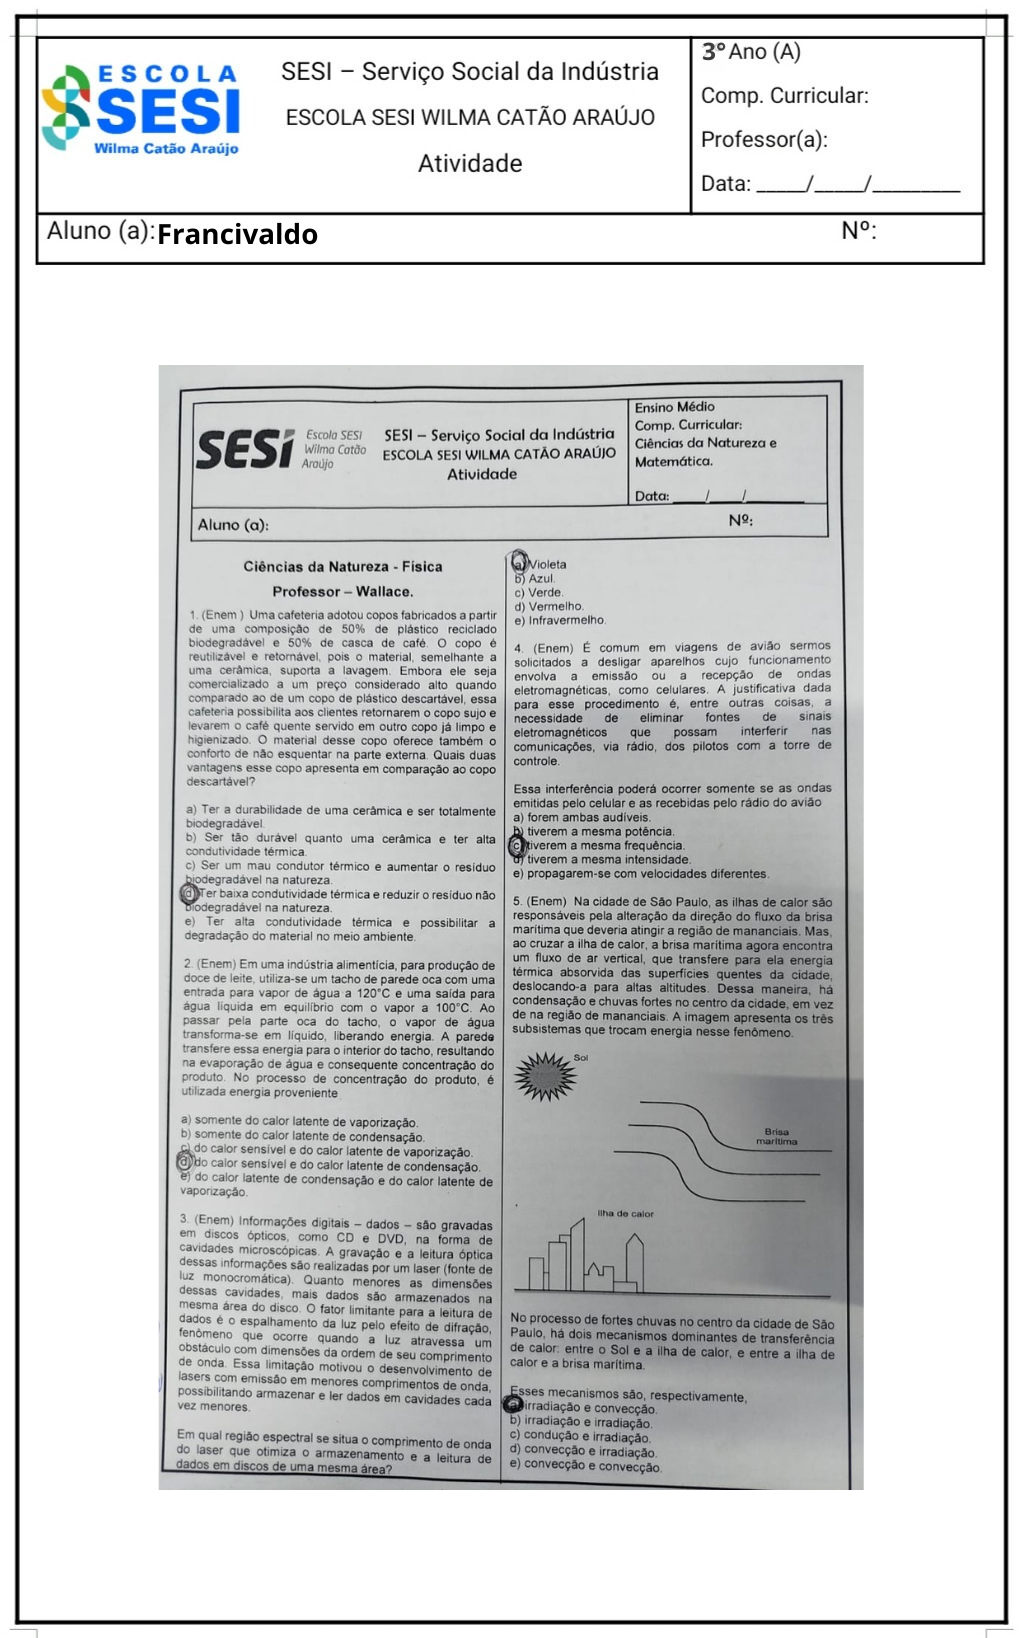 ESCOLA
SESI
Wilma Catão Araújo
SESI – Serviço Social da Indústria
ESCOLA SESI WILMA CATÃO ARAÚJO
Atividade
3º Ano (A)
Comp. Curricular:
Professor(a):
Data: _____/_____/_________
Aluno (a): Francivaldo
Nº:
SESI
Escola SESI
Wilma Catão
Araújo
SESI – Serviço Social da Indústria
ESCOLA SESI WILMA CATÃO ARAÚJO
Atividade
Ensino Médio
Comp. Curricular:
Ciências da Natureza e
Matemática.
Data: _____/_____/_________
Aluno (a):
Nº:
Ciências da Natureza - Física
Professor – Wallace.
1. (Enem ) Uma cafeteria adotou copos fabricados a partir
de uma composição de 50% de plástico reciclado
biodegradável e 50% de casca de café. O copo é
reutilizável e retornável, pois o material, semelhante a
uma cerâmica, suporta a lavagem. Embora ele seja
comercializado a um preço considerado alto quando
comparado ao de um copo de plástico descartável, essa
cafeteria possibilita aos clientes retornarem o copo sujo e
levarem o café quente servido em outro copo já limpo e
higienizado. O material desse copo oferece também o
conforto de não esquentar na parte externa. Quais duas
vantagens esse copo apresenta em comparação ao copo
descartável?
a) Ter a durabilidade de uma cerâmica e ser totalmente
biodegradável.
b) Ser tão durável quanto uma cerâmica e ter alta
condutividade térmica.
c) Ser um mau condutor térmico e aumentar o resíduo
biodegradável na natureza.
d) Ter baixa condutividade térmica e reduzir o resíduo não
biodegradável na natureza.
e) Ter alta condutividade térmica e possibilitar a
degradação do material no meio ambiente.
2. (Enem) Em uma indústria alimentícia, para produção de
doce de leite, utiliza-se um tacho de parede oca com uma
entrada para vapor de água a 120°C e uma saída para
água líquida em equilíbrio com o vapor a 100°C. Ao
passar pela parte oca do tacho, o vapor de água
transforma-se em líquido, liberando energia. A parede
transfere essa energia para o interior do tacho, resultando
na evaporação de água e consequente concentração do
produto. No processo de concentração do produto, é
utilizada energia proveniente
a) somente do calor latente de vaporização.
b) somente do calor latente de condensação.
c) do calor sensível e do calor latente de vaporização.
d) do calor sensível e do calor latente de condensação.
e) do calor latente de condensação e do calor latente de
vaporização.
3. (Enem) Informações digitais – dados – são gravadas
em discos ópticos, como CD e DVD, na forma de
cavidades microscópicas. A gravação e a leitura óptica
dessas informações são realizadas por um laser (fonte de
luz monocromática). Quanto menores as dimensões
dessas cavidades, mais dados são armazenados na
mesma área do disco. O fator limitante para a leitura de
dados é o espalhamento da luz pelo efeito de difração,
fenômeno que ocorre quando a luz atravessa um
obstáculo com dimensões da ordem de seu comprimento
de onda. Essa limitação motivou o desenvolvimento de
lasers com emissão em menores comprimentos de onda,
possibilitando armazenar e ler dados em cavidades cada
vez menores.
Em qual região espectral se situa o comprimento de onda
do laser que otimiza o armazenamento e a leitura de
dados em discos de uma mesma área?
a) Violeta
b) Azul.
c) Verde.
d) Vermelho.
e) Infravermelho.
4. (Enem) É comum em viagens de avião sermos
solicitados a desligar aparelhos cujo funcionamento
envolva a emissão ou a recepção de ondas
eletromagnéticas, como celulares. A justificativa dada
para esse procedimento é, entre outras coisas, a
necessidade de eliminar fontes de sinais
eletromagnéticos que possam interferir nas
comunicações, via rádio, dos pilotos com a torre de
controle.
Essa interferência poderá ocorrer somente se as ondas
emitidas pelo celular e as recebidas pelo rádio do avião
a) forem ambas audíveis.
b) tiverem a mesma potência.
c) tiverem a mesma frequência.
d) tiverem a mesma intensidade.
e) propagarem-se com velocidades diferentes.
5. (Enem) Na cidade de São Paulo, as ilhas de calor são
responsáveis pela alteração da direção do fluxo da brisa
marítima que deveria atingir a região de mananciais. Mas,
ao cruzar a ilha de calor, a brisa marítima agora encontra
um fluxo de ar vertical, que transfere para ela energia
térmica absorvida das superfícies quentes da cidade,
deslocando-a para altas altitudes. Dessa maneira, há
condensação e chuvas fortes no centro da cidade, em vez
de na região de mananciais. A imagem apresenta os três
subsistemas que trocam energia nesse fenômeno.
Sol
Brisa
marítima
Ilha de calor
No processo de fortes chuvas no centro da cidade de São
Paulo, há dois mecanismos dominantes de transferência
de calor: entre o Sol e a ilha de calor, e entre a ilha de
calor e a brisa marítima.
Esses mecanismos são, respectivamente,
a) irradiação e convecção.
b) irradiação e irradiação.
c) condução e irradiação.
d) convecção e irradiação.
e) convecção e convecção.